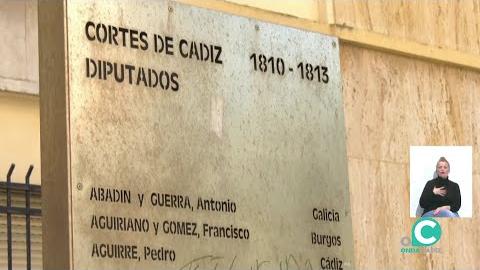 CORTES DE CADIZ 1810 - 1813
DIPUTADOS
ABADIN y GUERRA, Antonio Galicia
AGUIRIANO y GOMEZ, Francisco Burgos
AGUIRRE, Pedro Cádiz